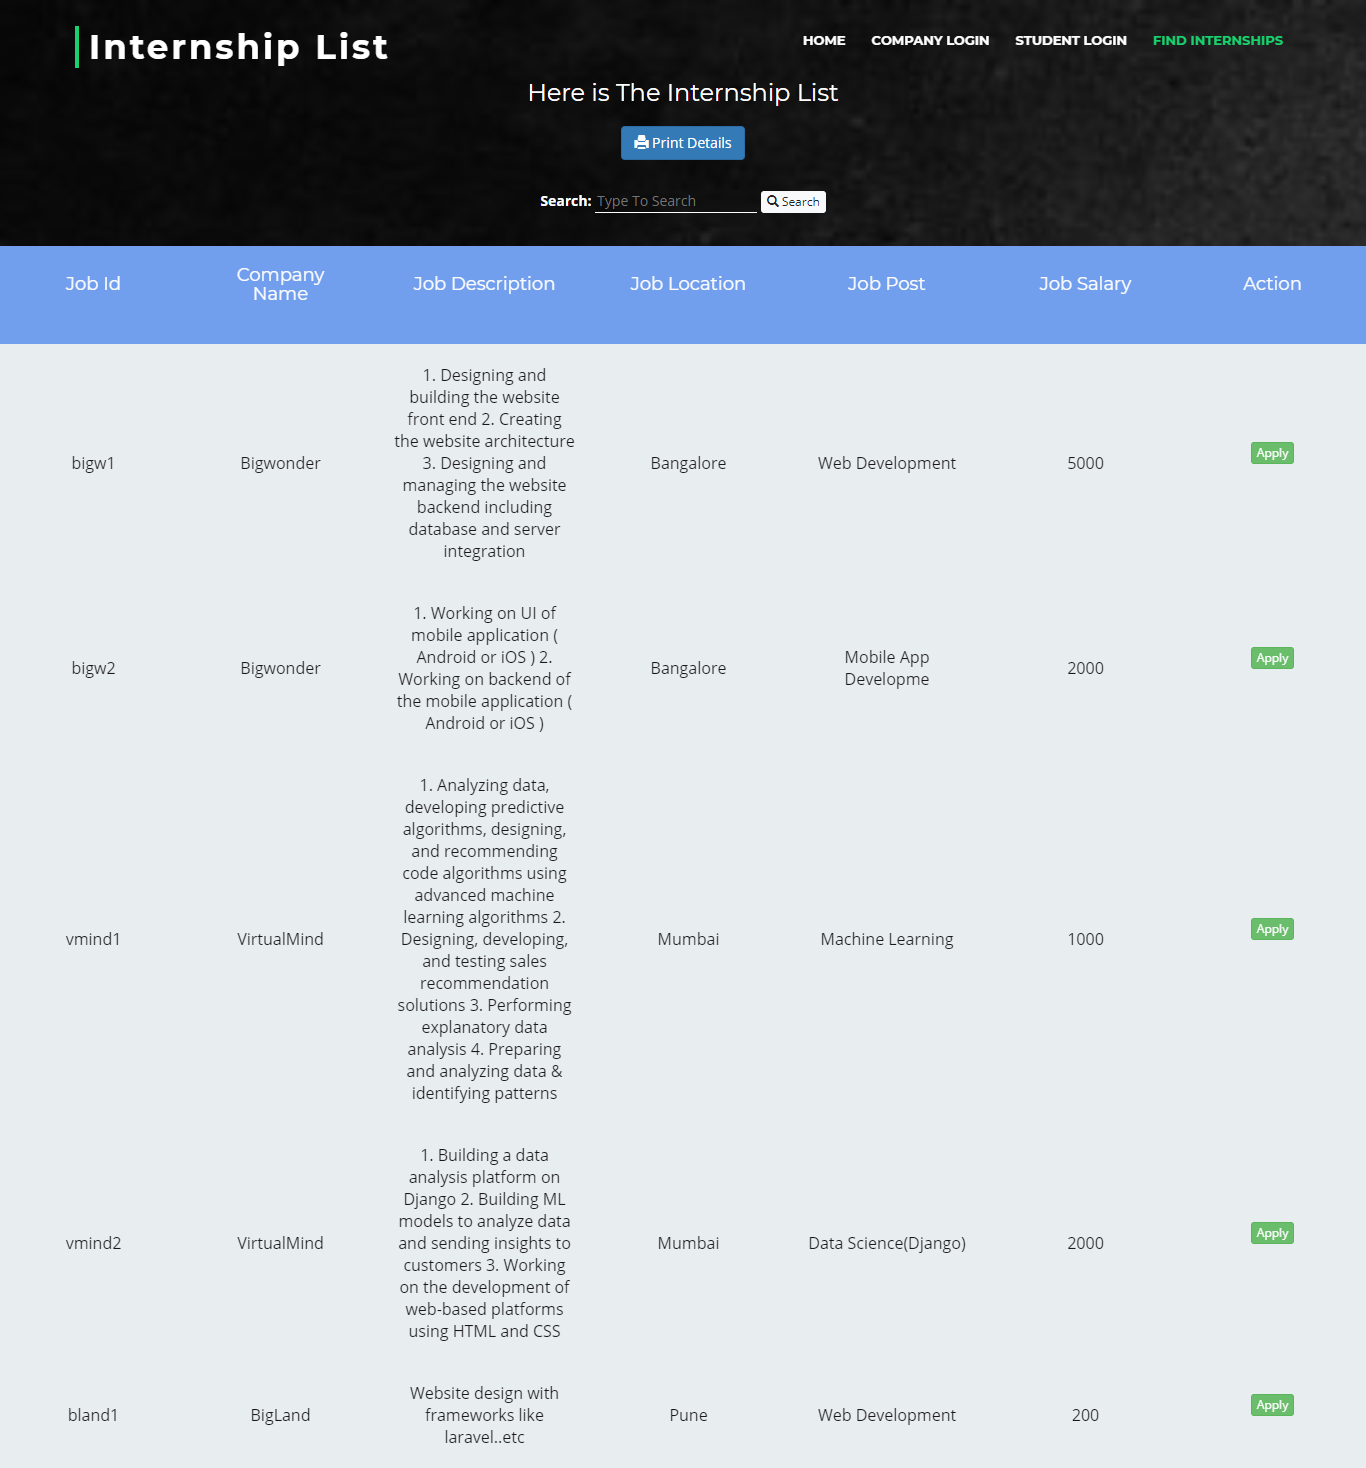 Internship List
HOME COMPANY LOGIN STUDENT LOGIN FIND INTERNSHIPS
Here is The Internship List
Print Details
Search: Type To Search Search
Job Id
Company
Name
Job Description
Job Location
Job Post
Job Salary
Action
bigw1
Bigwonder
1. Designing and
building the website
front end 2. Creating
the website architecture
3. Designing and
managing the website
backend including
database and server
integration
Bangalore
Web Development
5000
Apply
bigw2
Bigwonder
1. Working on UI of
mobile application (
Android or iOS ) 2.
Working on backend of
the mobile application (
Android or iOS )
Bangalore
Mobile App
Developme
2000
Apply
vmind1
VirtualMind
1. Analyzing data,
developing predictive
algorithms, designing,
and recommending
code algorithms using
advanced machine
learning algorithms 2.
Designing, developing,
and testing sales
recommendation
solutions 3. Performing
explanatory data
analysis 4. Preparing
and analyzing data &
identifying patterns
Mumbai
Machine Learning
1000
Apply
vmind2
VirtualMind
1. Building a data
analysis platform on
Django 2. Building ML
models to analyze data
and sending insights to
customers 3. Working
on the development of
web-based platforms
using HTML and CSS
Mumbai
Data Science(Django)
2000
Apply
bland1
BigLand
Website design with
frameworks like
laravel..etc
Pune
Web Development
200
Apply